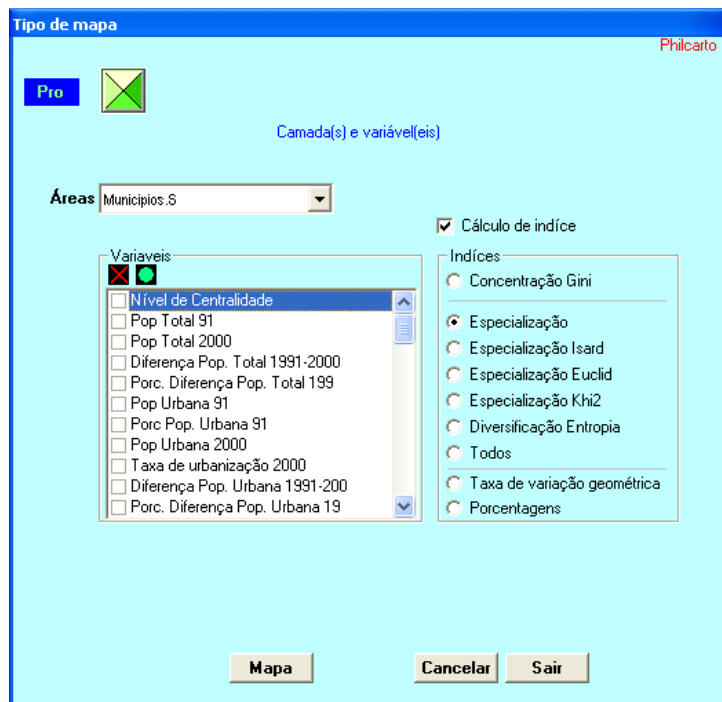 Tipo de mapa
Philcarto
Pro
Camada(s) e variável(eis)
Áreas Municipios.S
Cálculo de indíce
Variaveis
Nível de Centralidade
Pop Total 91
Pop Total 2000
Diferença Pop. Total 1991-2000
Porc. Diferença Pop. Total 199
Pop Urbana 91
Porc Pop. Urbana 91
Pop Urbana 2000
Taxa de urbanização 2000
Diferença Pop. Urbana 1991-200
Porc. Diferença Pop. Urbana 19
Indíces
Concentração Gini
Especialização
Especialização Isard
Especialização Euclid
Especialização Khi2
Diversificação Entropia
Todos
Taxa de variação geométrica
Porcentagens
Mapa
Cancelar
Sair